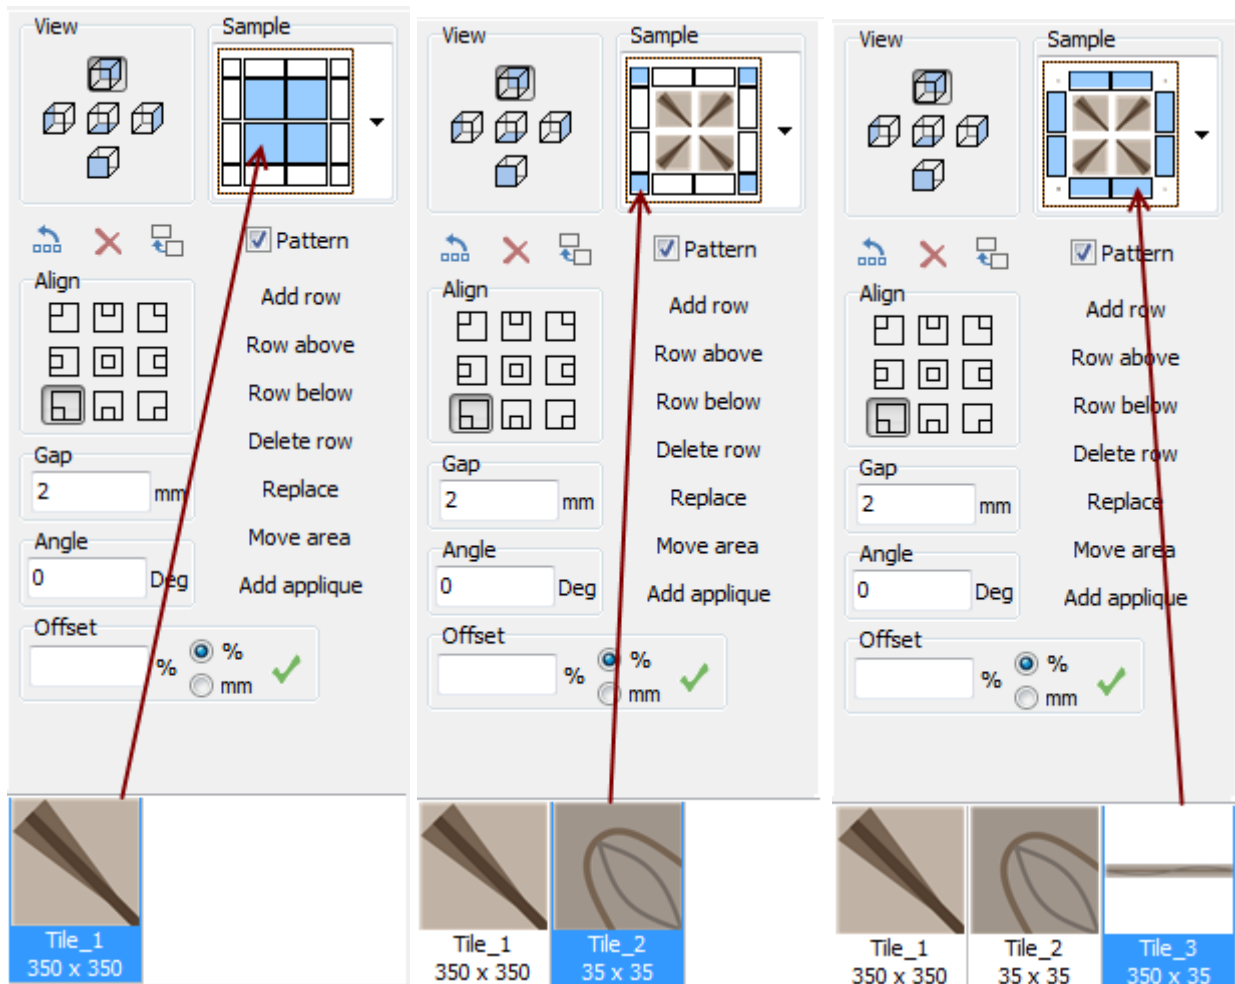 View
Sample
Pattern
Align
Add row
Row above
Row below
Delete row
Gap
2 mm
Replace
Angle
Move area
0 Deg
Add applique
Offset
% %
mm
Tile_1
350 x 350
View
Sample
Pattern
Align
Add row
Row above
Row below
Delete row
Gap
2 mm
Replace
Angle
Move area
0 Deg
Add applique
Offset
% %
mm
Tile_1
350 x 350
Tile_2
35 x 35
View
Sample
Pattern
Align
Add row
Row above
Row below
Delete row
Gap
2 mm
Replace
Angle
Move area
0 Deg
Add applique
Offset
% %
mm
Tile_1
350 x 350
Tile_2
35 x 35
Tile_3
350 x 35